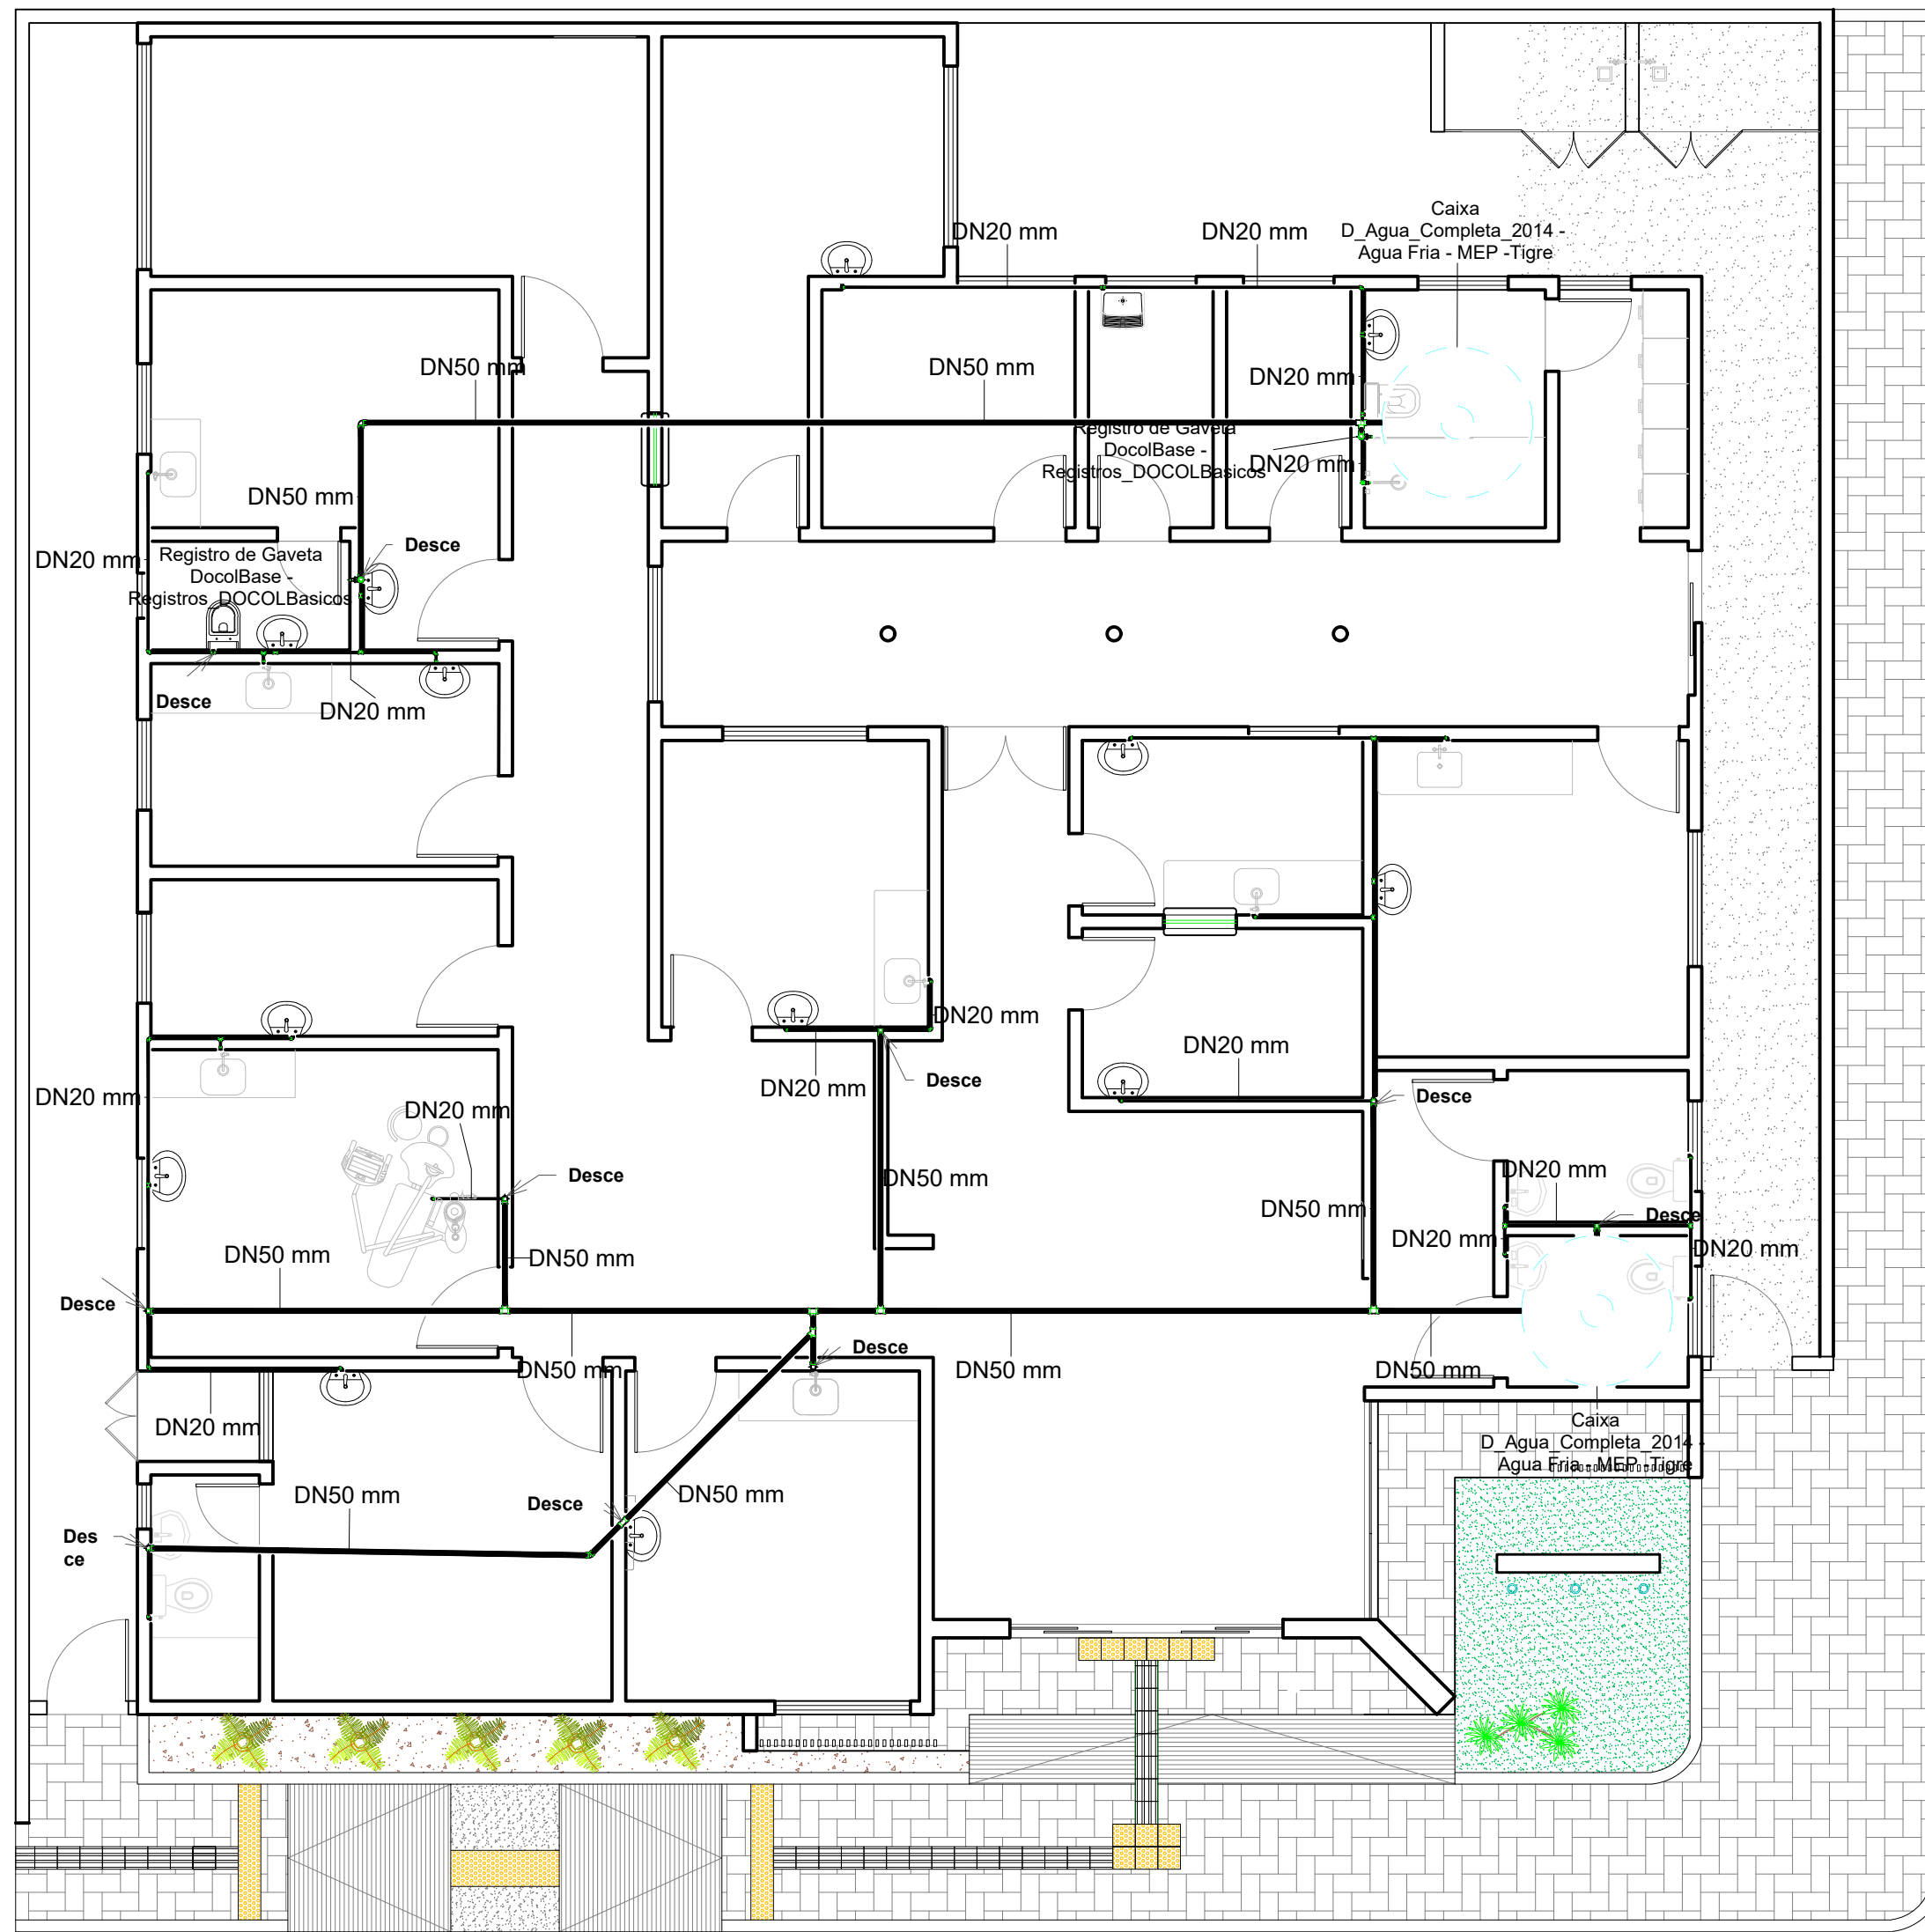 Caixa
D_Agua_Completa_2014 -
Agua Fria - MEP -Tigre
DN20 mm
DN20 mm
DN50 mm
DN50 mm
DN20 mm
Registro de Gaveta
DocolBase -
Registros_DOCOLBasicos
DN20 mm
DN50 mm
Desce
DN20 mm
Registro de Gaveta
DocolBase -
Registros_DOCOLBasicos
Desce
DN20 mm
DN20 mm
DN20 mm
DN20 mm
Desce
DN20 mm
Desce
DN20 mm
DN20 mm
Desce
DN50 mm
DN20 mm
DN50 mm
Desce
DN20 mm
DN20 mm
DN50 mm
DN50 mm
Desce
Desce
DN50 mm
DN50 mm
DN50 mm
DN20 mm
Caixa
D_Agua_Completa_2014 -
Agua Fria - MEP -Tigre
DN50 mm
Desce
DN50 mm
Des
ce